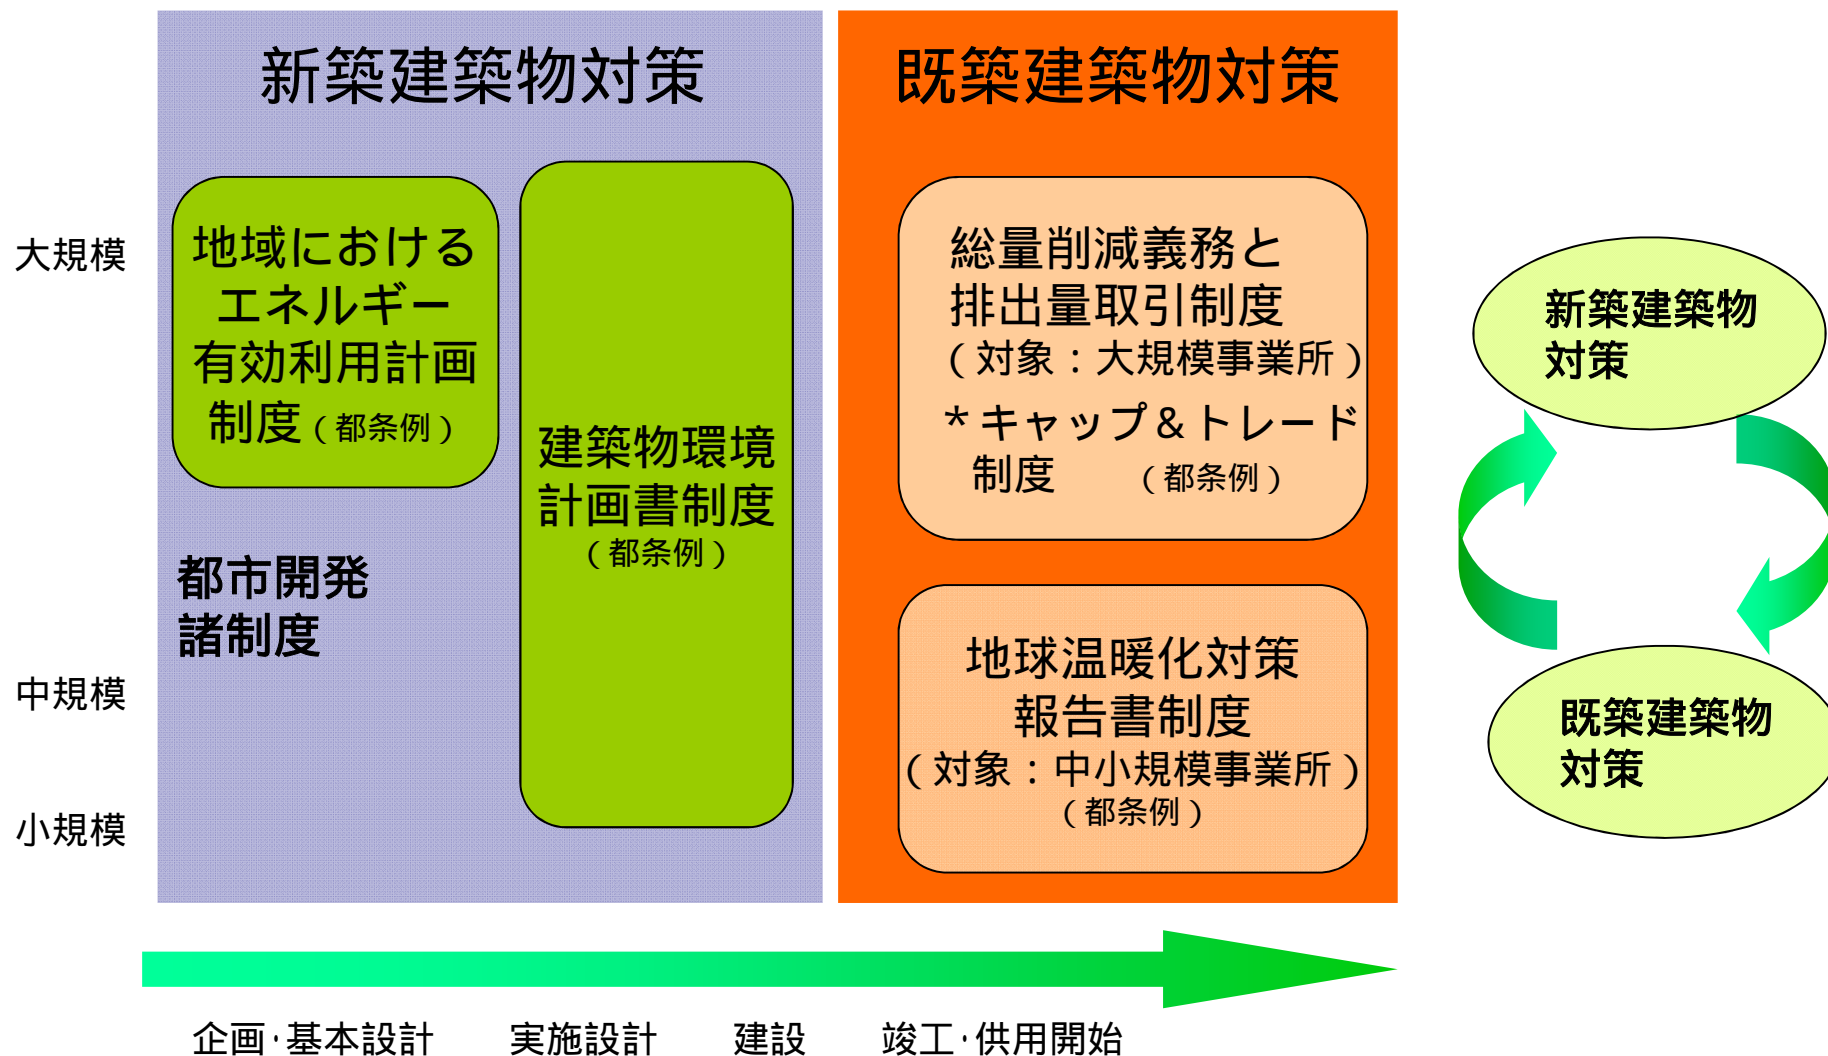 新築建築物対策
既築建築物対策
大規模
中規模
小規模
地域における
エネルギー
有効利用計画
制度（都条例）
都市開発
諸制度
建築物環境
計画書制度
（都条例）
総量削減義務と
排出量取引制度
（対象：大規模事業所）
＊キャップ＆トレード
制度 （都条例）
地球温暖化対策
報告書制度
（対象：中小規模事業所）
（都条例）
新築建築物
対策
既築建築物
対策
企画・基本設計 実施設計 建設 竣工・供用開始